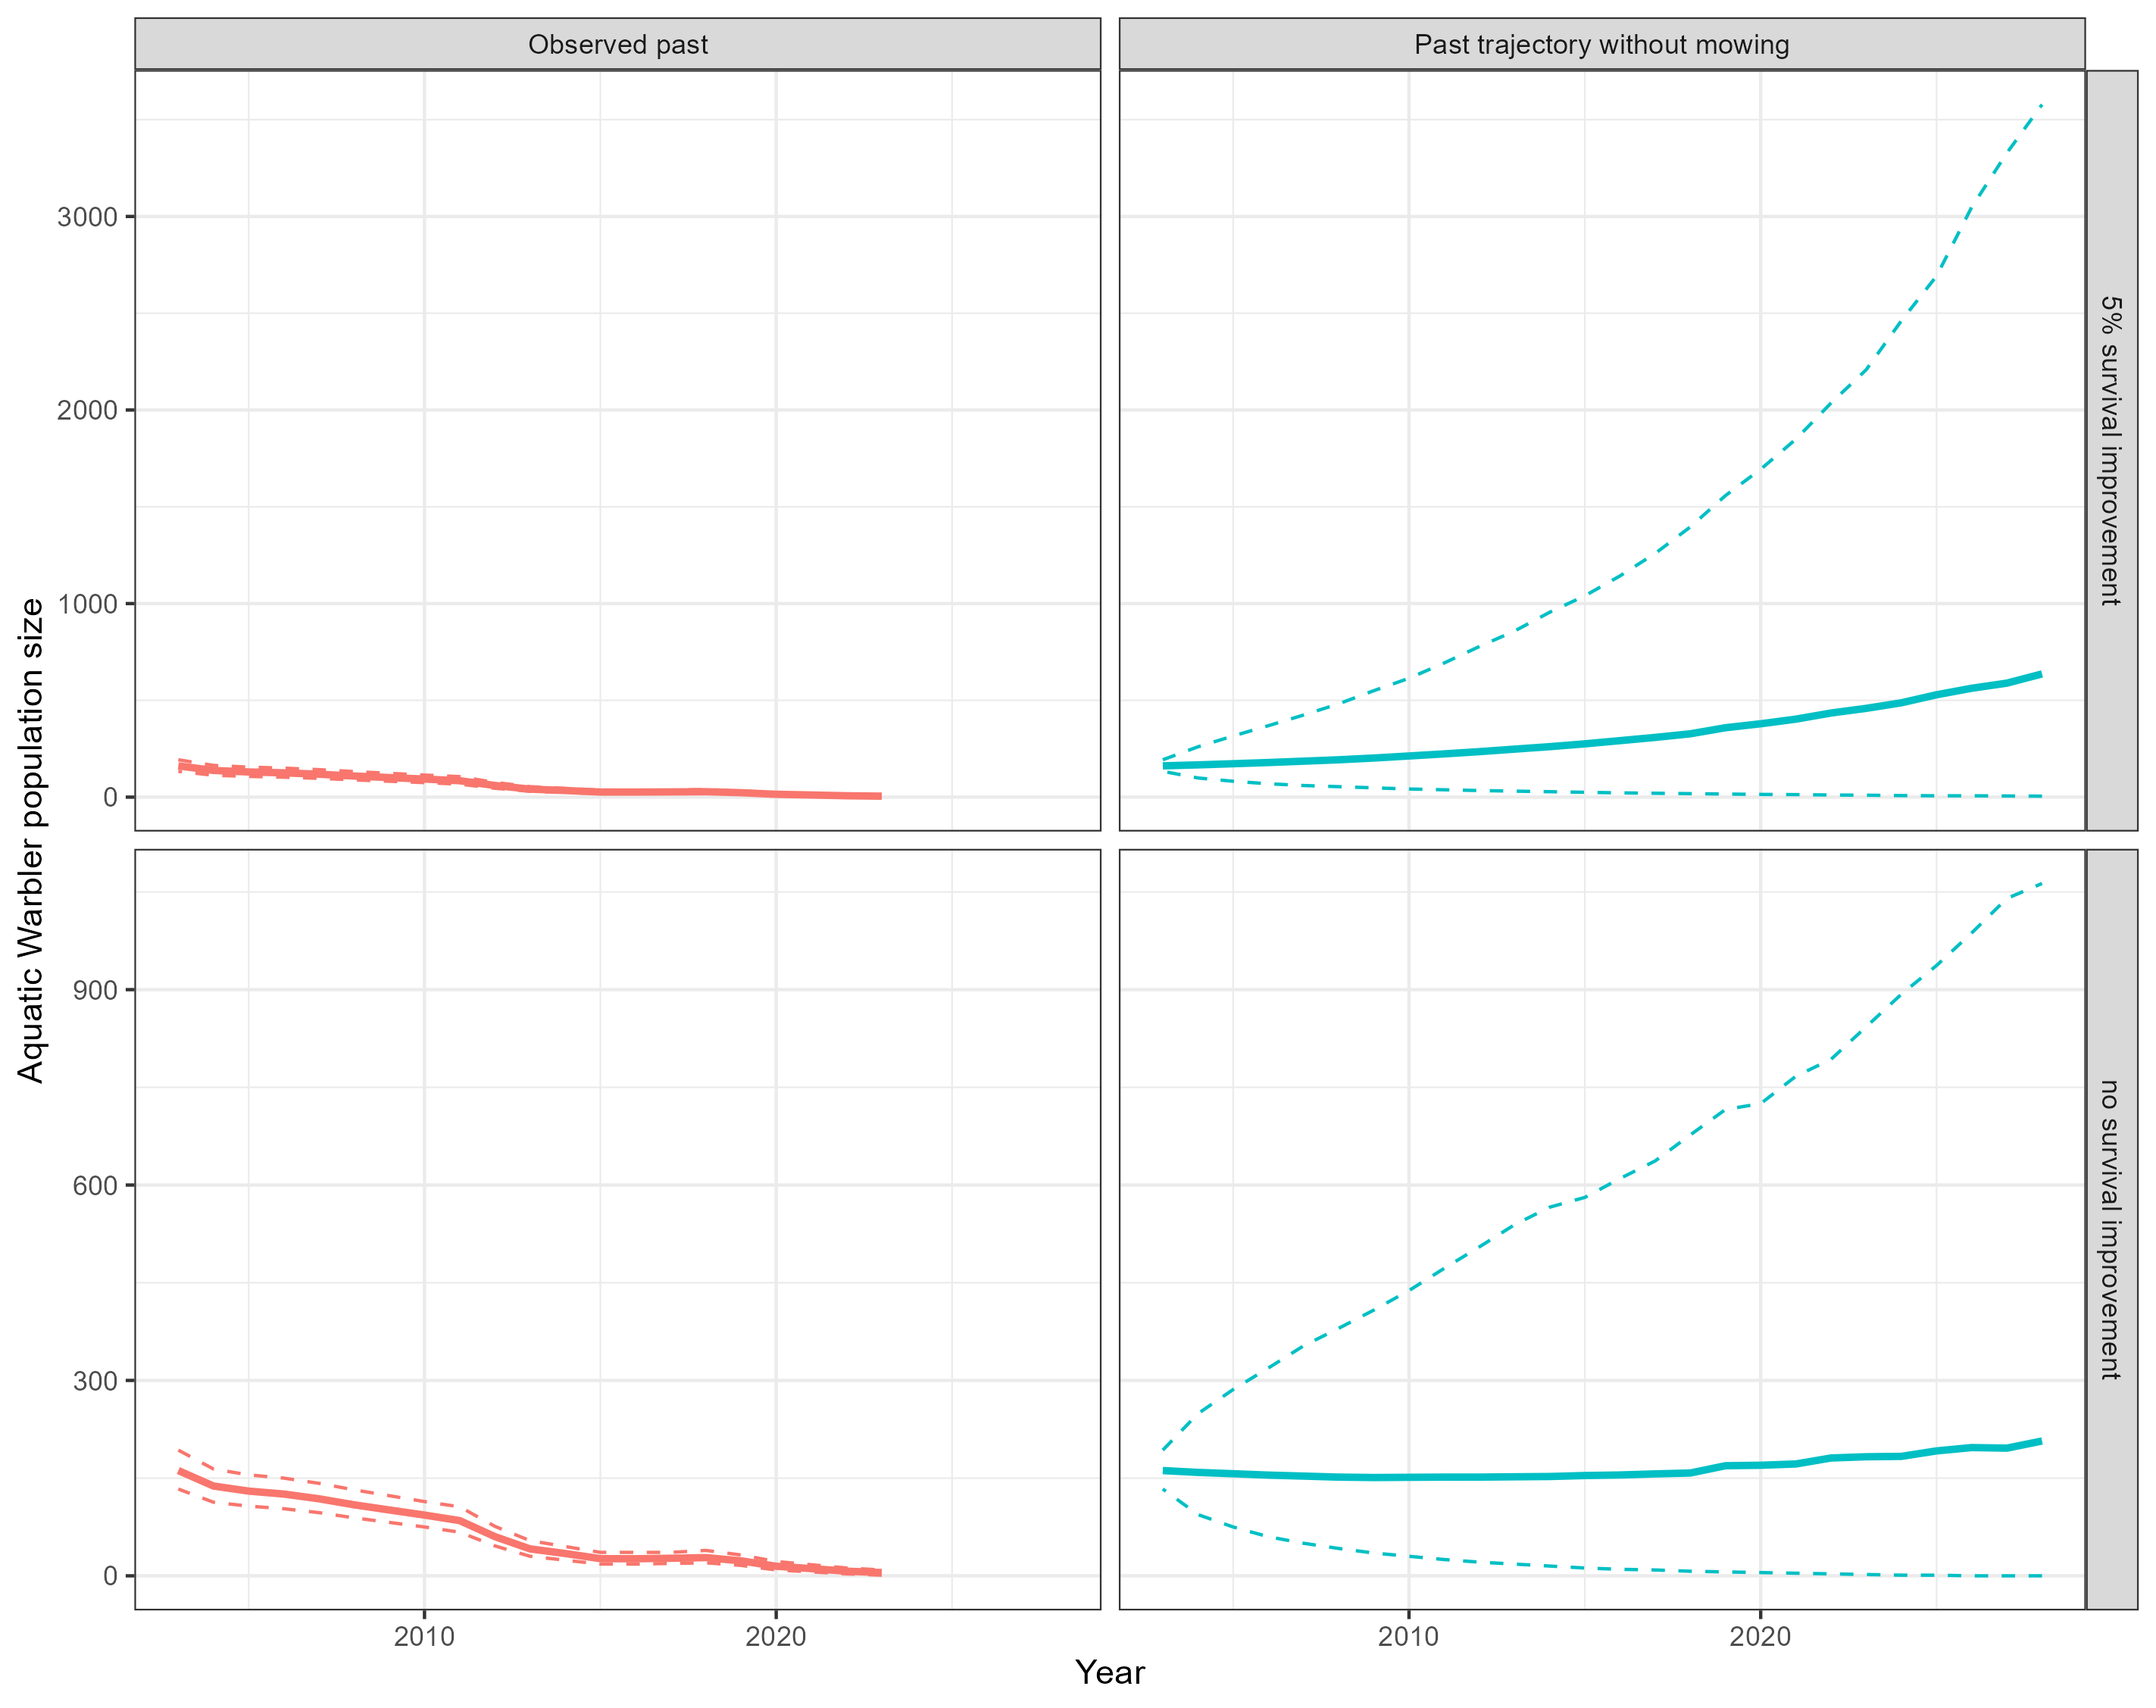 Observed past
Past trajectory without mowing
3000
2000
1000
0
5% survival improvement
Aquatic Warbler population size
900
600
300
0
no survival improvement
2010
2020
2010
2020
Year